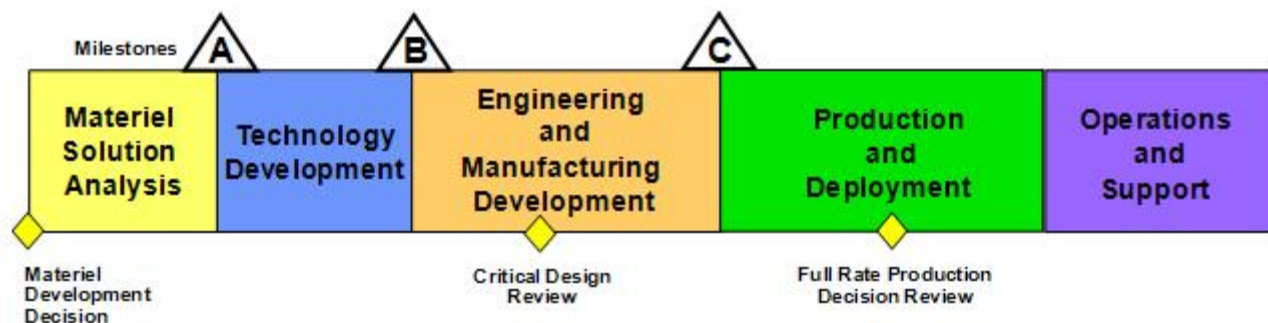 Milestones
A
B
C
Materiel
Solution
Analysis
Technology
Development
Engineering
and
Manufacturing
Development
Production
and
Deployment
Operations
and
Support
Materiel
Development
Decision
Critical Design
Review
Full Rate Production
Decision Review